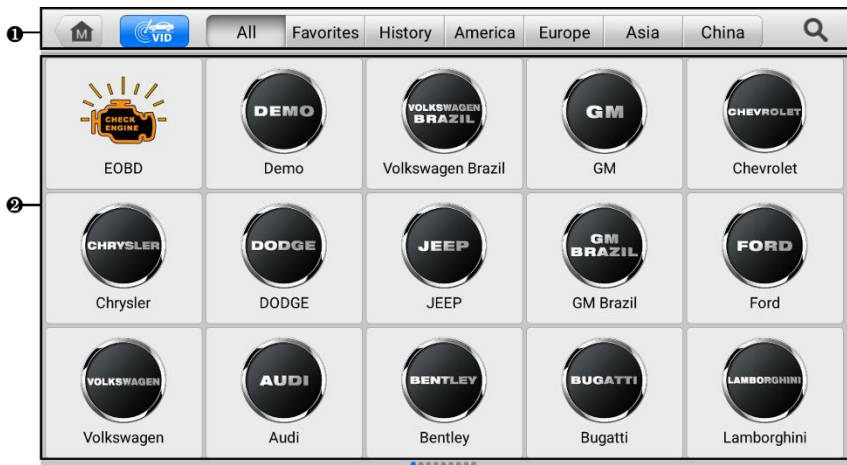 ❶
M
VID
All
Favorites
History
America
Europe
Asia
China
❷
CHECK
ENGINE
EOBD
DEMO
Demo
VOLKSWAGEN
BRAZIL
Volkswagen Brazil
GM
GM
CHEVROLET
Chevrolet
CHRYSLER
Chrysler
DODGE
DODGE
JEEP
JEEP
GM
BRAZIL
GM Brazil
FORD
Ford
VOLKSWAGEN
Volkswagen
AUDI
Audi
BENTLEY
Bentley
BUGATTI
Bugatti
LAMBORGHINI
Lamborghini